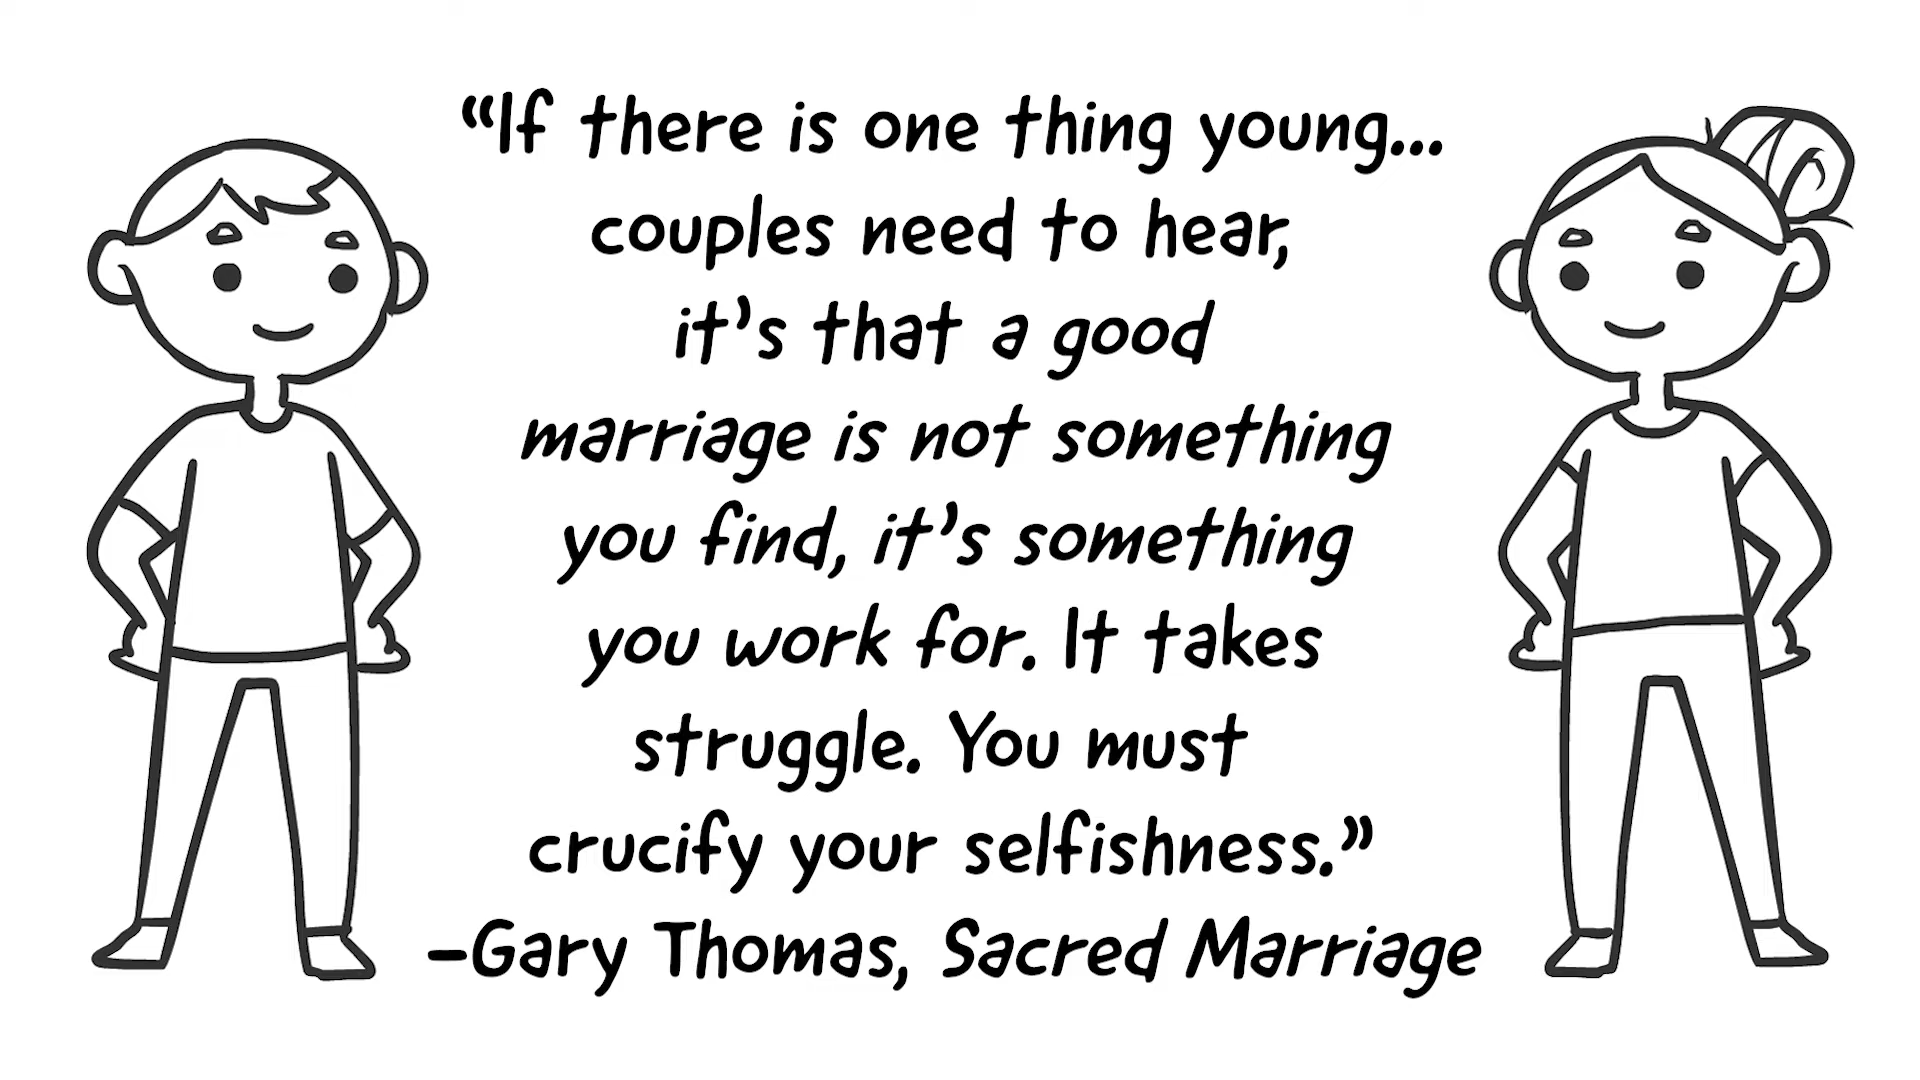 “If there is one thing young...
couples need to hear,
it’s that a good
marriage is not something
you find, it’s something
you work for. It takes
struggle. You must
crucify your selfishness.”
–Gary Thomas, Sacred Marriage